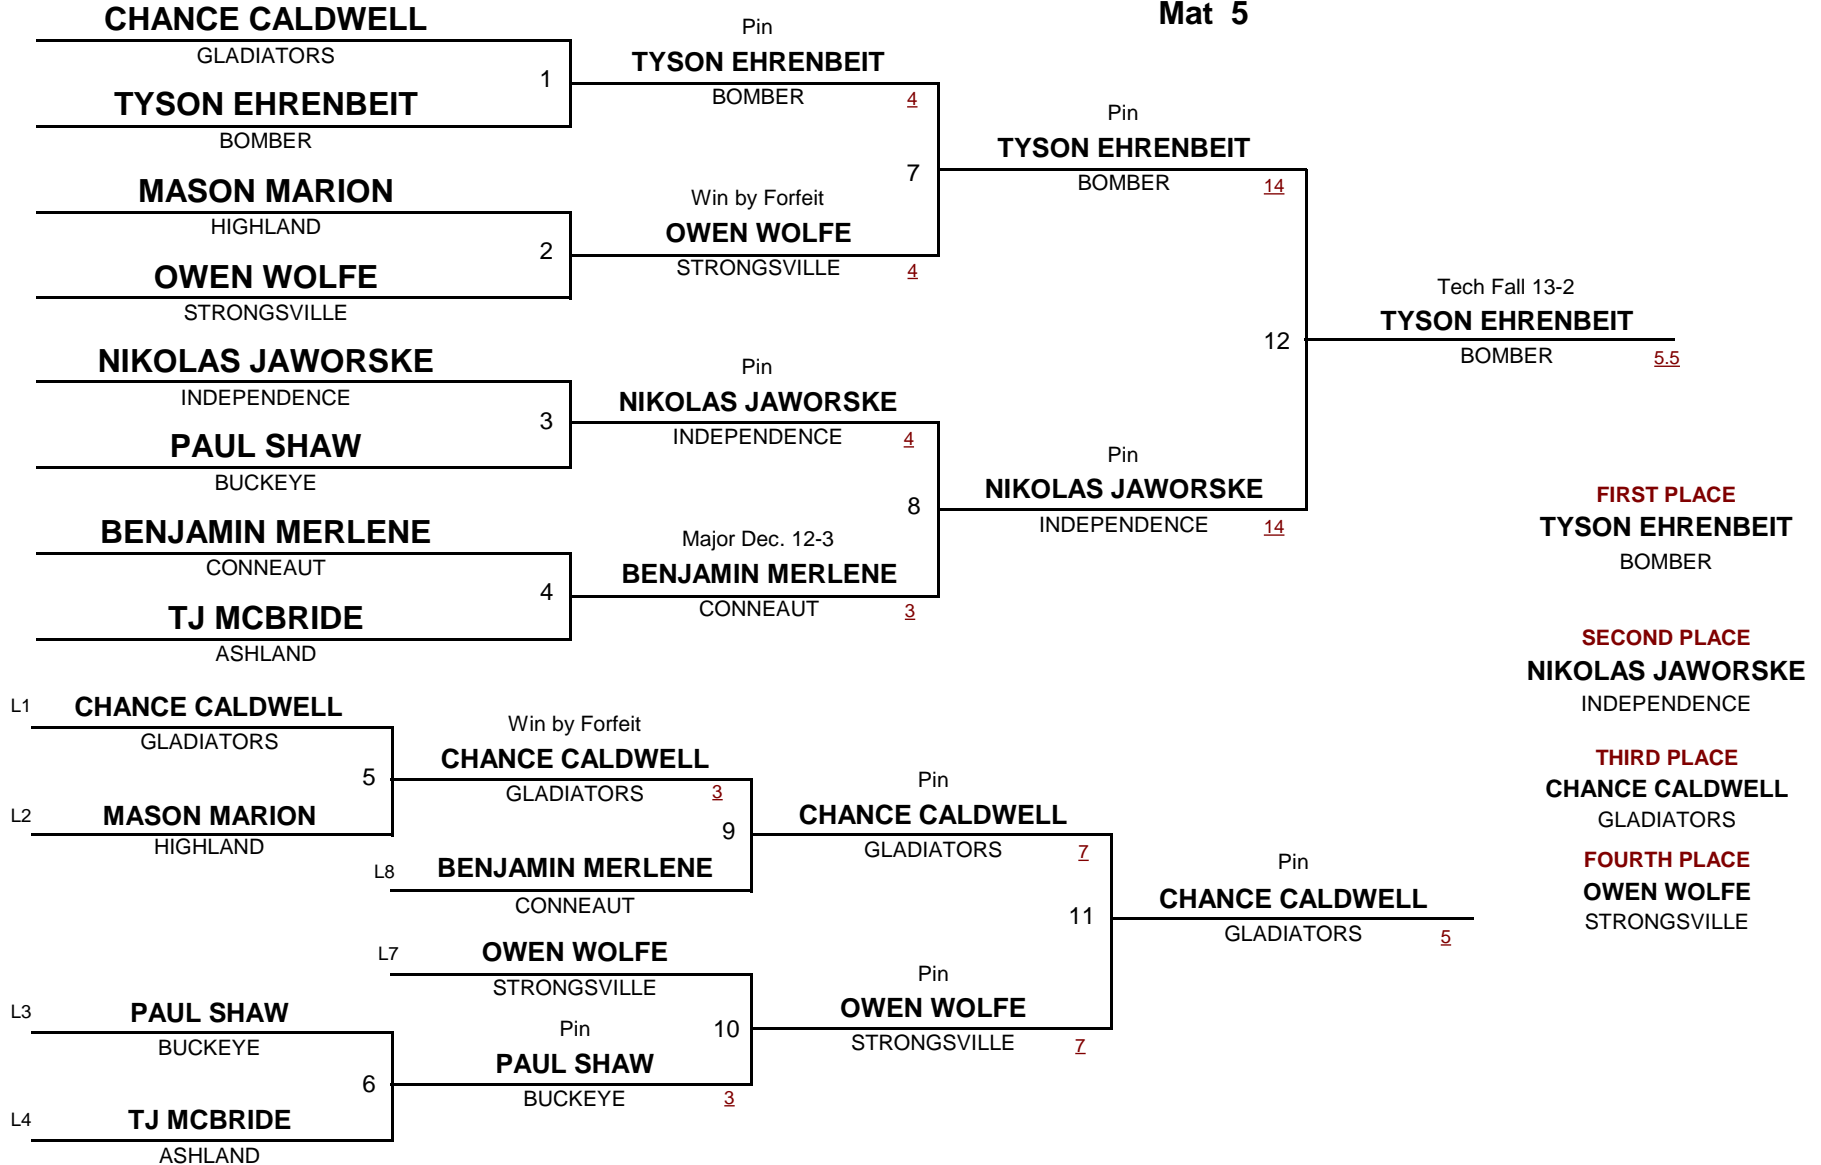 Mat 5
CHANCE CALDWELL
GLADIATORS
1
TYSON EHRENBEIT
BOMBER
MASON MARION
HIGHLAND
2
OWEN WOLFE
STRONGSVILLE
NIKOLAS JAWORSKE
INDEPENDENCE
3
PAUL SHAW
BUCKEYE
BENJAMIN MERLENE
CONNEAUT
4
TJ MCBRIDE
ASHLAND
Pin
TYSON EHRENBEIT
BOMBER 4
7
Win by Forfeit
OWEN WOLFE
STRONGSVILLE 4
Pin
NIKOLAS JAWORSKE
INDEPENDENCE 4
8
Major Dec. 12-3
BENJAMIN MERLENE
CONNEAUT 3
Pin
TYSON EHRENBEIT
BOMBER 14
12
Pin
NIKOLAS JAWORSKE
INDEPENDENCE 14
Tech Fall 13-2
TYSON EHRENBEIT
BOMBER 5.5
FIRST PLACE
TYSON EHRENBEIT
BOMBER
SECOND PLACE
NIKOLAS JAWORSKE
INDEPENDENCE
THIRD PLACE
CHANCE CALDWELL
GLADIATORS
FOURTH PLACE
OWEN WOLFE
STRONGSVILLE
L1 CHANCE CALDWELL
GLADIATORS
5
L2 MASON MARION
HIGHLAND
Win by Forfeit
CHANCE CALDWELL
GLADIATORS 3
9
L8 BENJAMIN MERLENE
CONNEAUT
L7 OWEN WOLFE
STRONGSVILLE
10
L3 PAUL SHAW
BUCKEYE
6
L4 TJ MCBRIDE
ASHLAND
Pin
PAUL SHAW
BUCKEYE 3
Pin
CHANCE CALDWELL
GLADIATORS 7
11
Pin
OWEN WOLFE
STRONGSVILLE 7
Pin
CHANCE CALDWELL
GLADIATORS 5